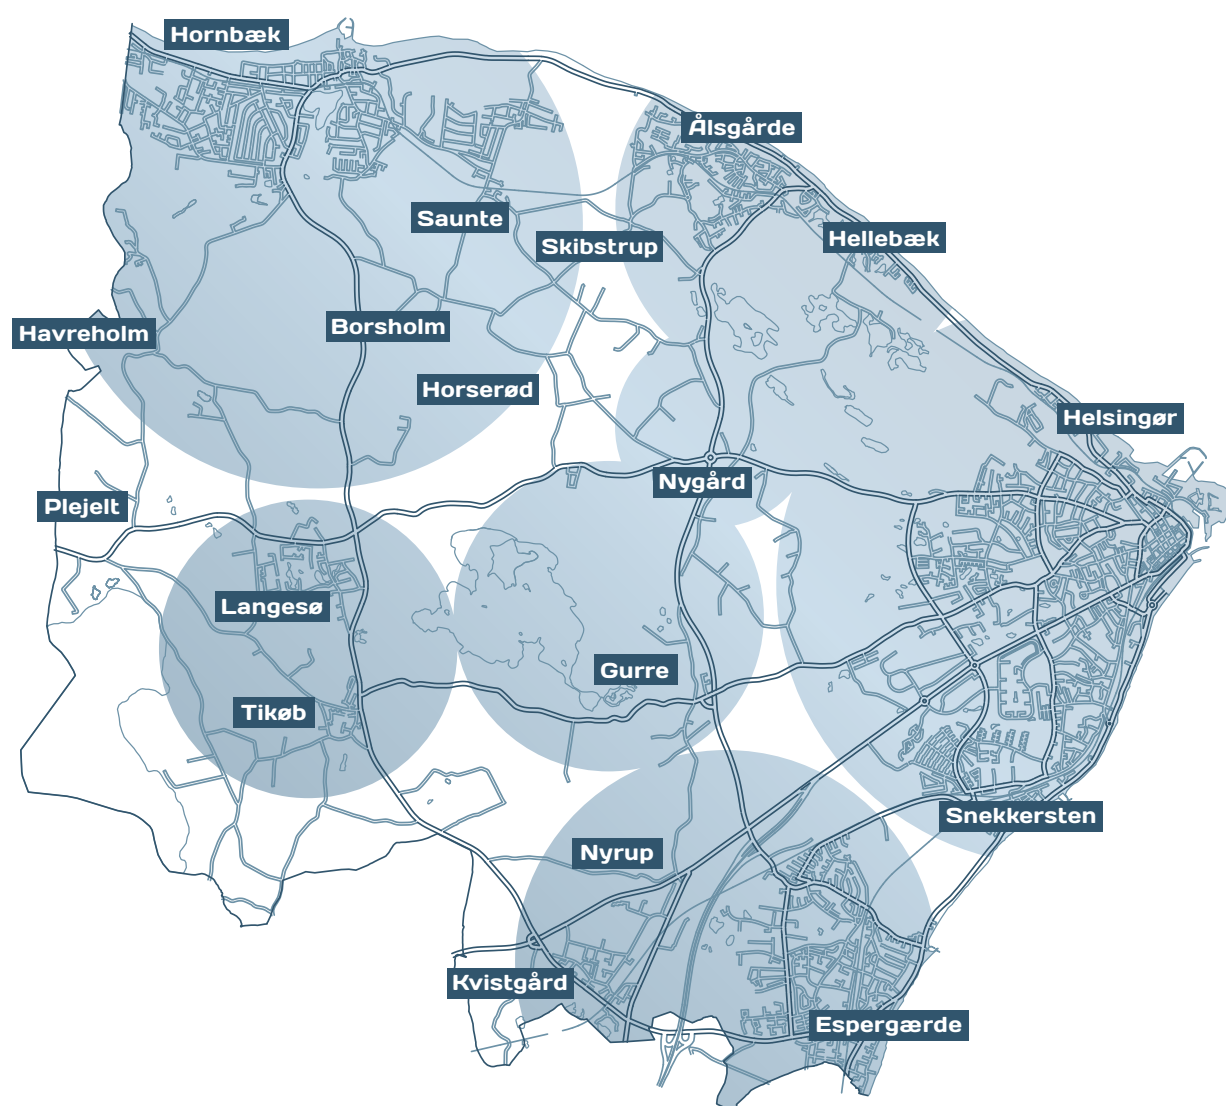 Hornbæk
Ålsgårde
Saunte
Skibstrup
Hellebæk
Havreholm
Borsholm
Horserød
Helsingør
Nygård
Plejelt
Langesø
Gurre
Tikøb
Snekkersten
Nyrup
Kvistgård
Espergærde